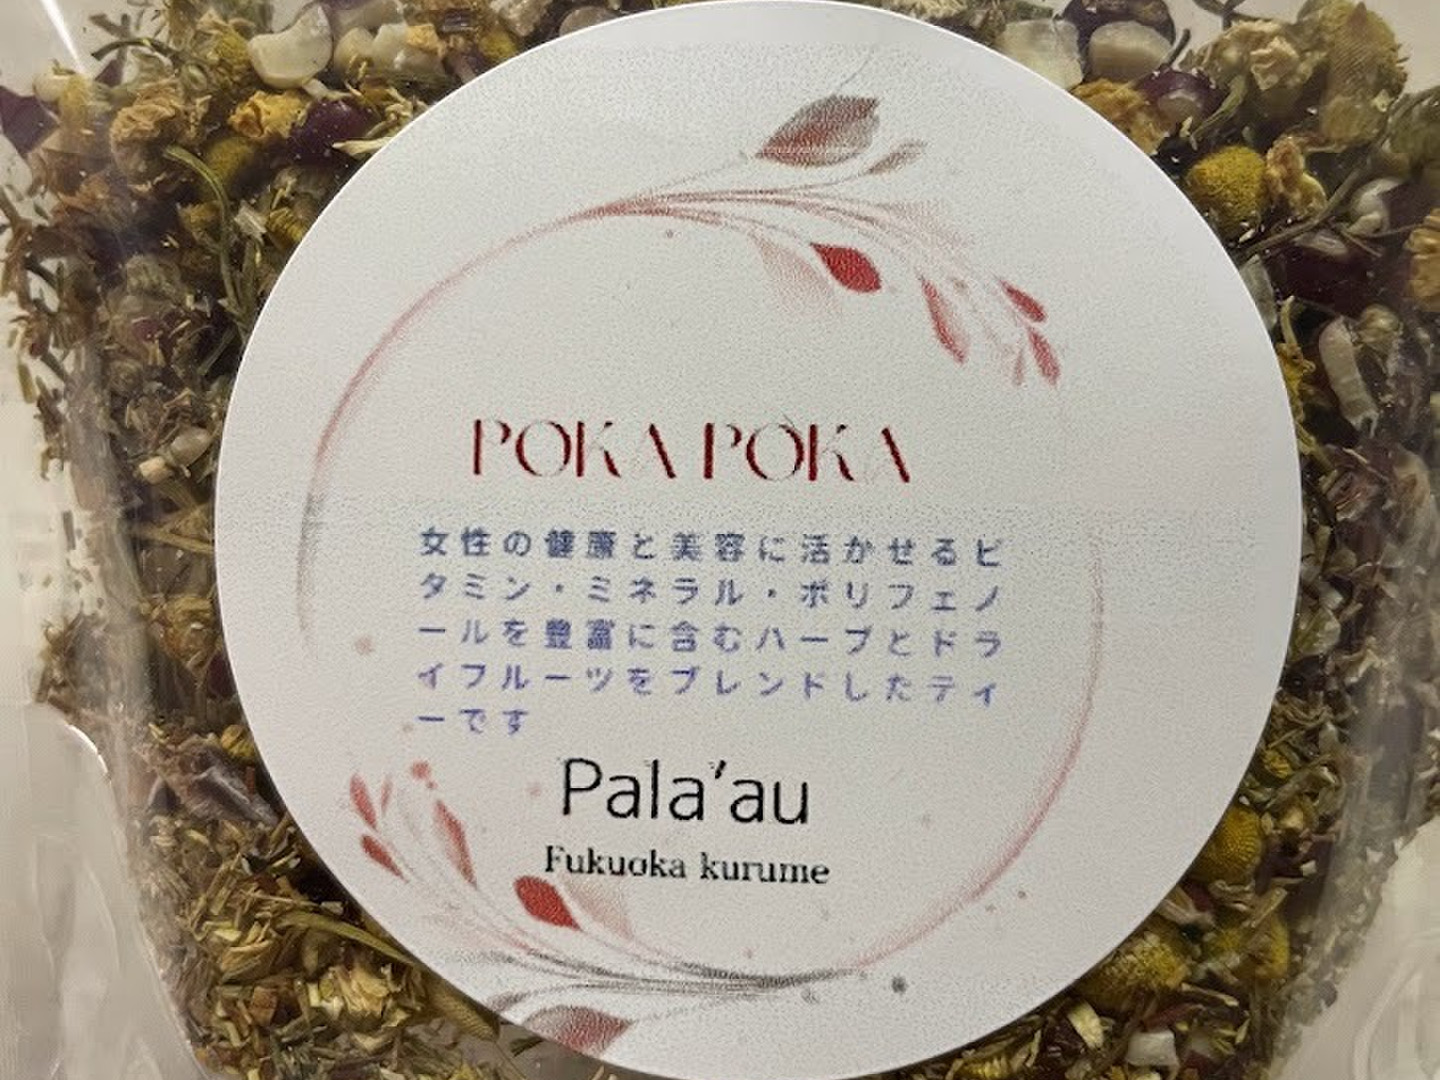 POKA POKA
女性の健康と美容に活かせるビ
タミン・ミネラル・ポリフェノ
ールを豊富に含むハーブとドラ
イフルーツをブレンドしたティ
ーです
Pala'au
Fukuoka kurume